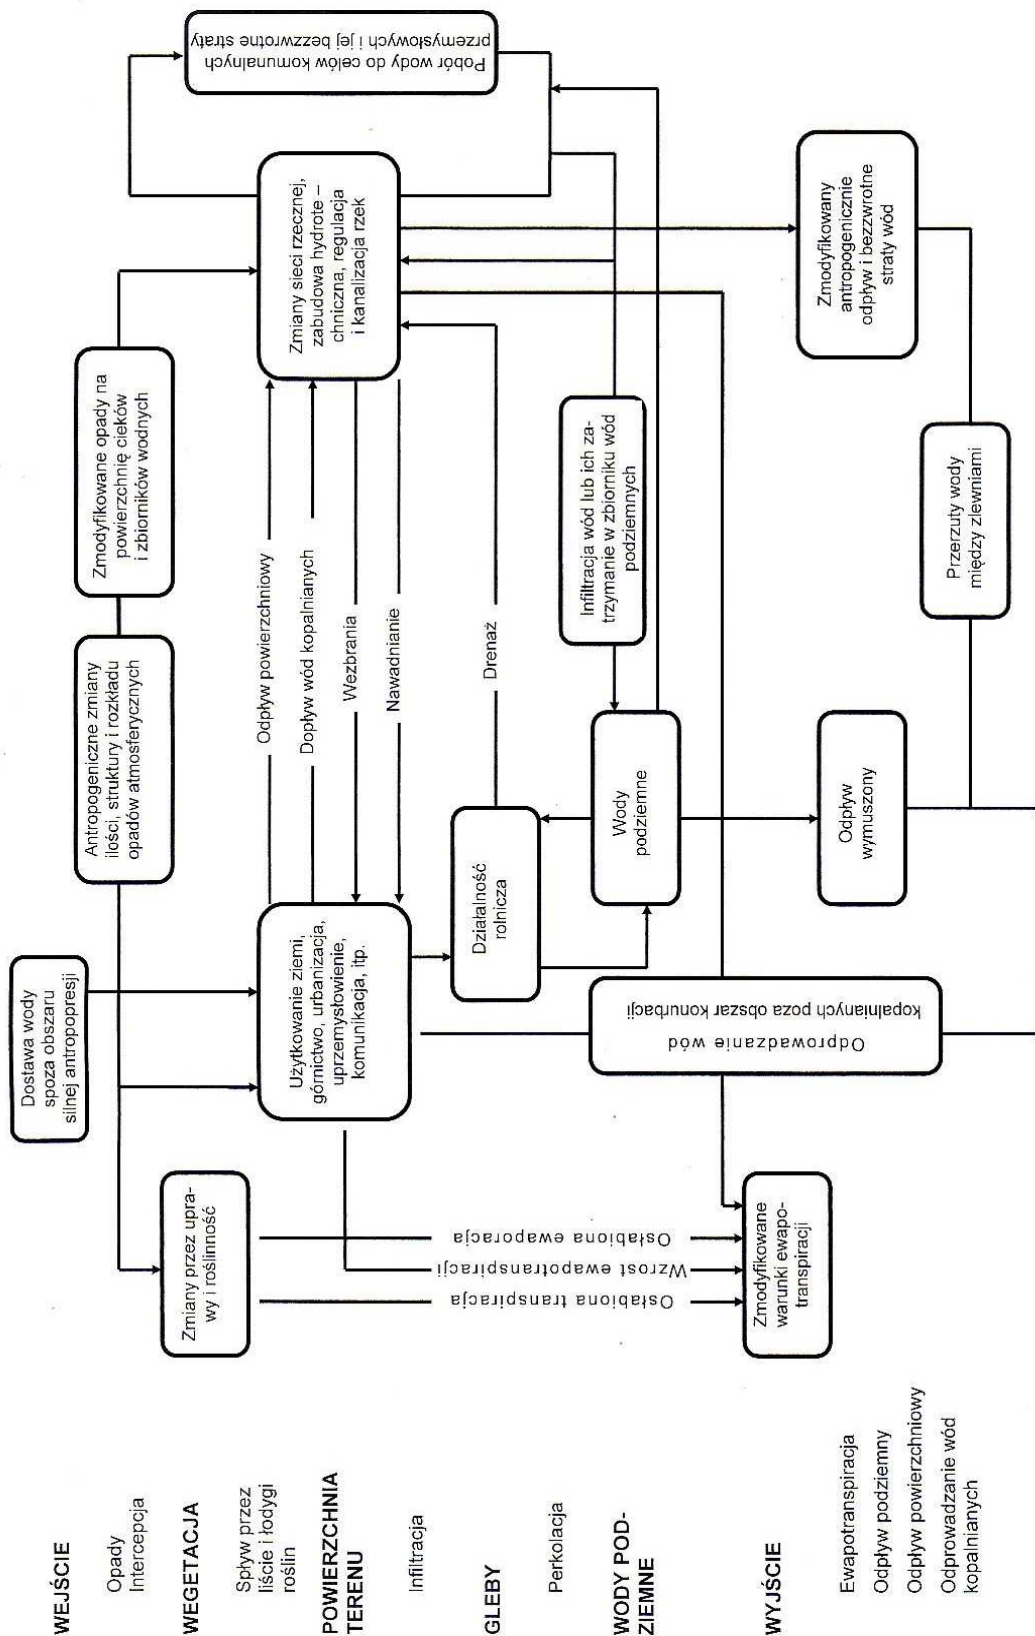 WEJŚCIE
Opady
Intercepcja
WEGETACJA
Spływ przez
liście i łodygi
roślin
POWIERZCHNIA
TERENU
Infiltracja
GLEBY
Perkolacja
WODY POD-
ZIEMNE
WYJŚCIE
Ewapotranspiracja
Odpływ podziemny
Odpływ powierzchniowy
Odprowadzanie wód
kopalnianych
Dostawa wody
spoza obszaru
silnej antropopresji
Antropogeniczne zmiany
ilości, struktury i rozkładu
opadów atmosferycznych
Zmodyfikowane opady na
powierzchnię cieków
i zbiorników wodnych
Zmiany przez upra-
wy i roślinność
Użytkowanie ziemi,
górnictwo, urbanizacja,
uprzemysłowienie,
komunikacja, itp.
Odpływ powierzchniowy
Dopływ wód kopalnianych
Wezbrania
Nawadnianie
Drenaż
Zmiany sieci rzecznej,
zabudowa hydrote –
chniczna, regulacja
i kanalizacja rzek
Pobór wody do celów komunalnych
przemysłowych i jej bezzwrotne straty
Działalność
rolnicza
Wody
podziemne
Infiltracja wód lub ich za-
trzymanie w zbiorniku wód
podziemnych
Osłabiona ewaporacja
Wzrost ewapotranspiracji
Osłabiona transpiracja
Odprowadzanie wód
kopalnianych poza obszar konurbacji
Zmodyfikowane
warunki ewapo-
transpiracji
Odpływ
wymuszony
Przerzuty wody
między zlewniami
Zmodyfikowany
antropogenicznie
odpływ i bezzwrotne
straty wód